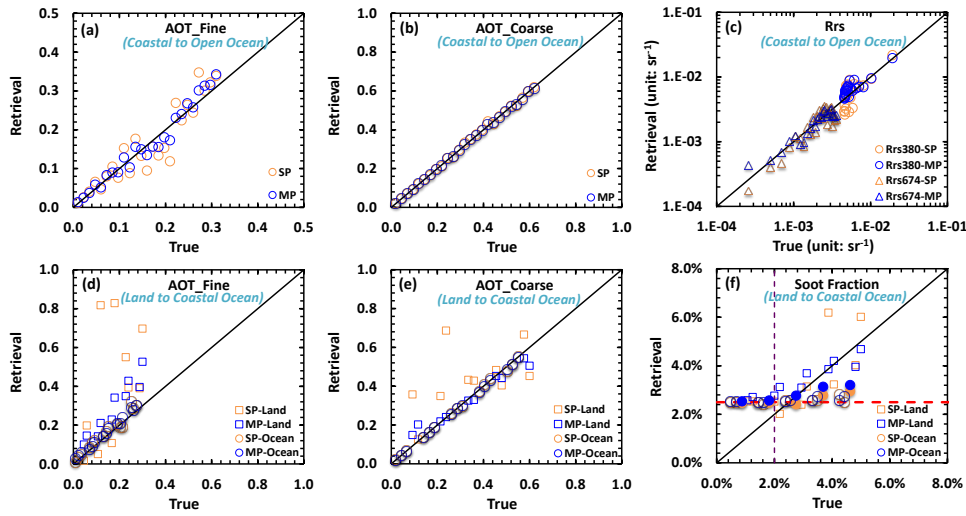 (a) AOT_Fine
(Coastal to Open Ocean)
0.5
0.4
0.3
0.2
0.1
0.0
Retrieval
SP
MP
0.0 0.1 0.2 0.3 0.4 0.5
True
(b) AOT_Coarse
(Coastal to Open Ocean)
1.0
0.8
0.6
0.4
0.2
0.0
Retrieval
SP
MP
0.0 0.2 0.4 0.6 0.8 1.0
True
(c) Rrs
(Coastal to Open Ocean)
1.E-01
1.E-02
1.E-03
1.E-04
Retrieval (unit: sr-1)
Rrs380-SP
Rrs380-MP
Rrs674-SP
Rrs674-MP
1.E-04 1.E-03 1.E-02 1.E-01
True (unit: sr-1)
(d) AOT_Fine
(Land to Coastal Ocean)
1.0
0.8
0.6
0.4
0.2
0.0
Retrieval
SP-Land
MP-Land
SP-Ocean
MP-Ocean
0.0 0.2 0.4 0.6 0.8 1.0
True
(e) AOT_Coarse
(Land to Coastal Ocean)
1.0
0.8
0.6
0.4
0.2
0.0
Retrieval
SP-Land
MP-Land
SP-Ocean
MP-Ocean
0.0 0.2 0.4 0.6 0.8 1.0
True
(f) Soot Fraction
(Land to Coastal Ocean)
8.0%
6.0%
4.0%
2.0%
0.0%
Retrieval
SP-Land
MP-Land
SP-Ocean
MP-Ocean
0.0% 2.0% 4.0% 6.0% 8.0%
True